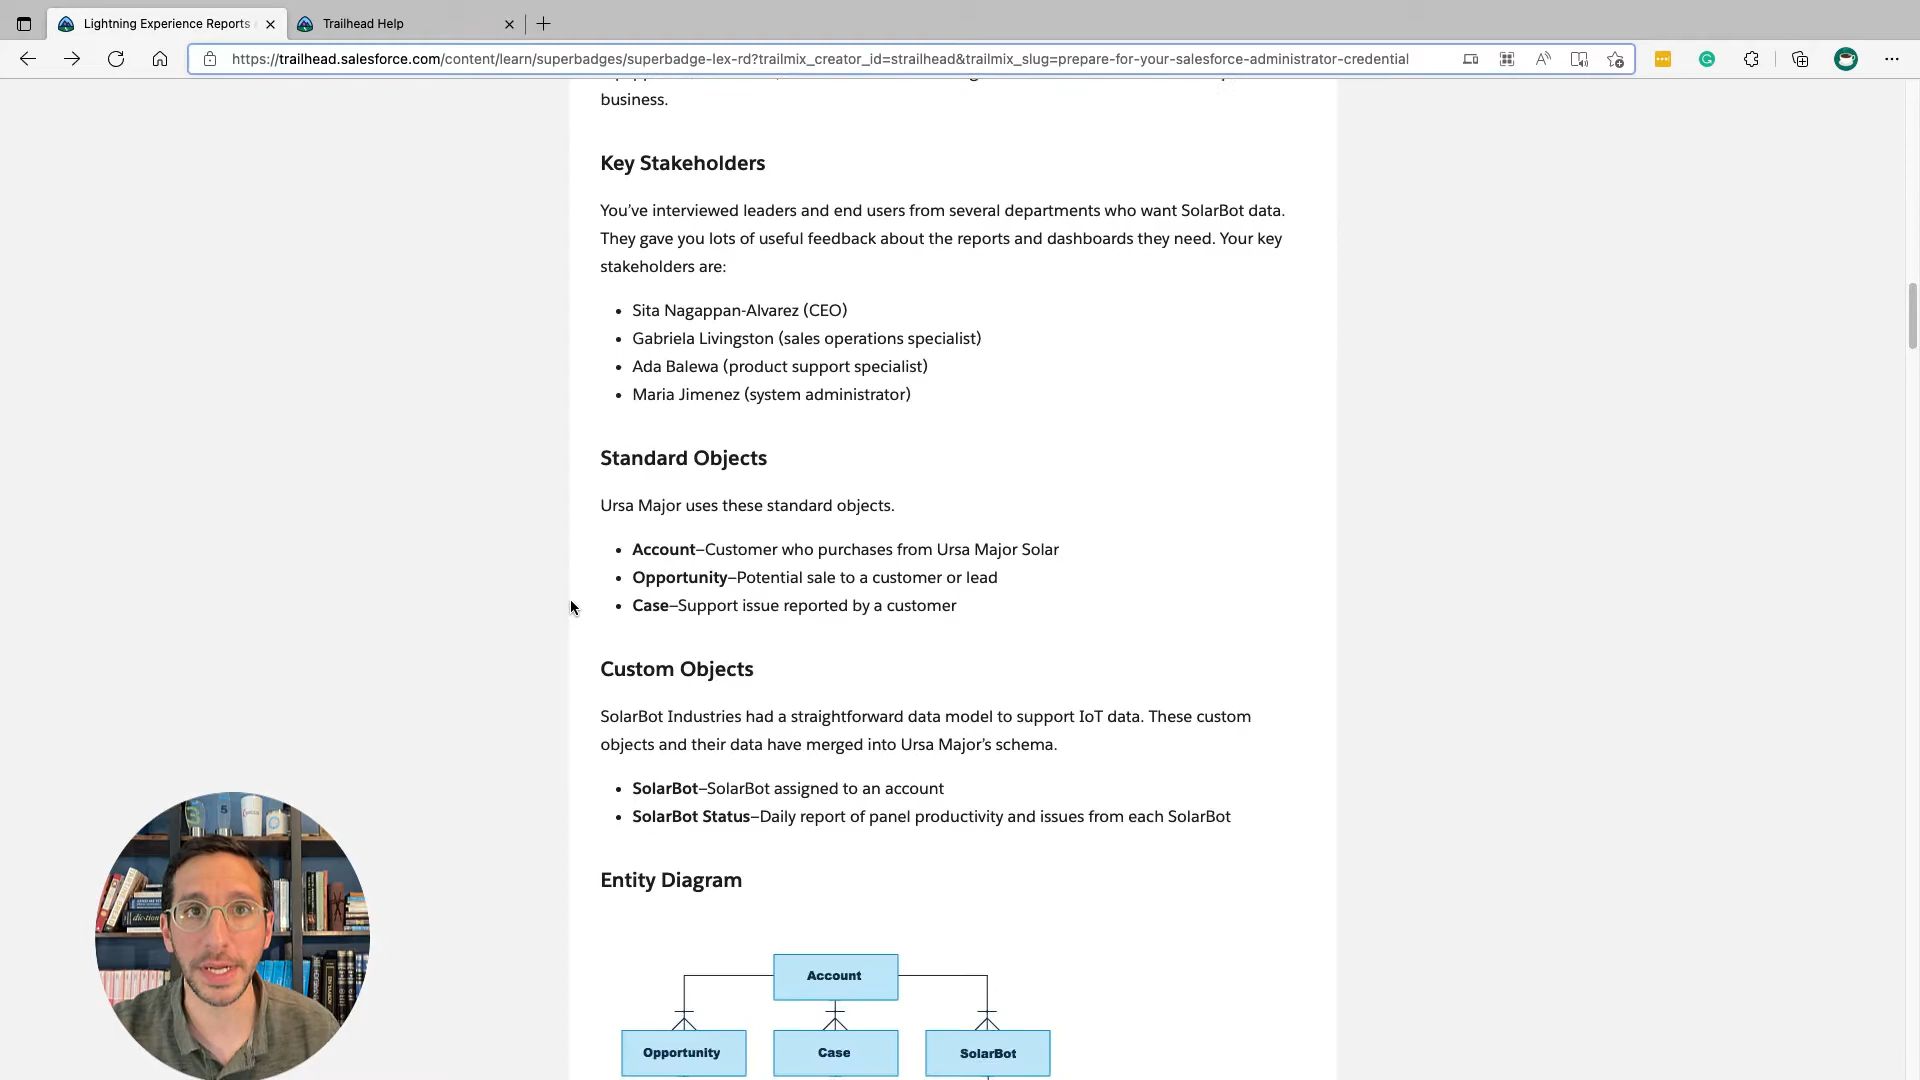 Lightning Experience Reports
Trailhead Help
https://trailhead.salesforce.com/content/learn/superbadges/superbadge-lex-rd?trailmix_creator_id=strailhead&trailmix_slug=prepare-for-your-salesforce-administrator-credential
business.
Key Stakeholders
You’ve interviewed leaders and end users from several departments who want SolarBot data.
They gave you lots of useful feedback about the reports and dashboards they need. Your key
stakeholders are:
• Sita Nagappan-Alvarez (CEO)
• Gabriela Livingston (sales operations specialist)
• Ada Balewa (product support specialist)
• Maria Jimenez (system administrator)
Standard Objects
Ursa Major uses these standard objects.
• Account—Customer who purchases from Ursa Major Solar
• Opportunity—Potential sale to a customer or lead
• Case—Support issue reported by a customer
Custom Objects
SolarBot Industries had a straightforward data model to support IoT data. These custom
objects and their data have merged into Ursa Major’s schema.
• SolarBot—SolarBot assigned to an account
• SolarBot Status—Daily report of panel productivity and issues from each SolarBot
Entity Diagram
Account
Opportunity
Case
SolarBot